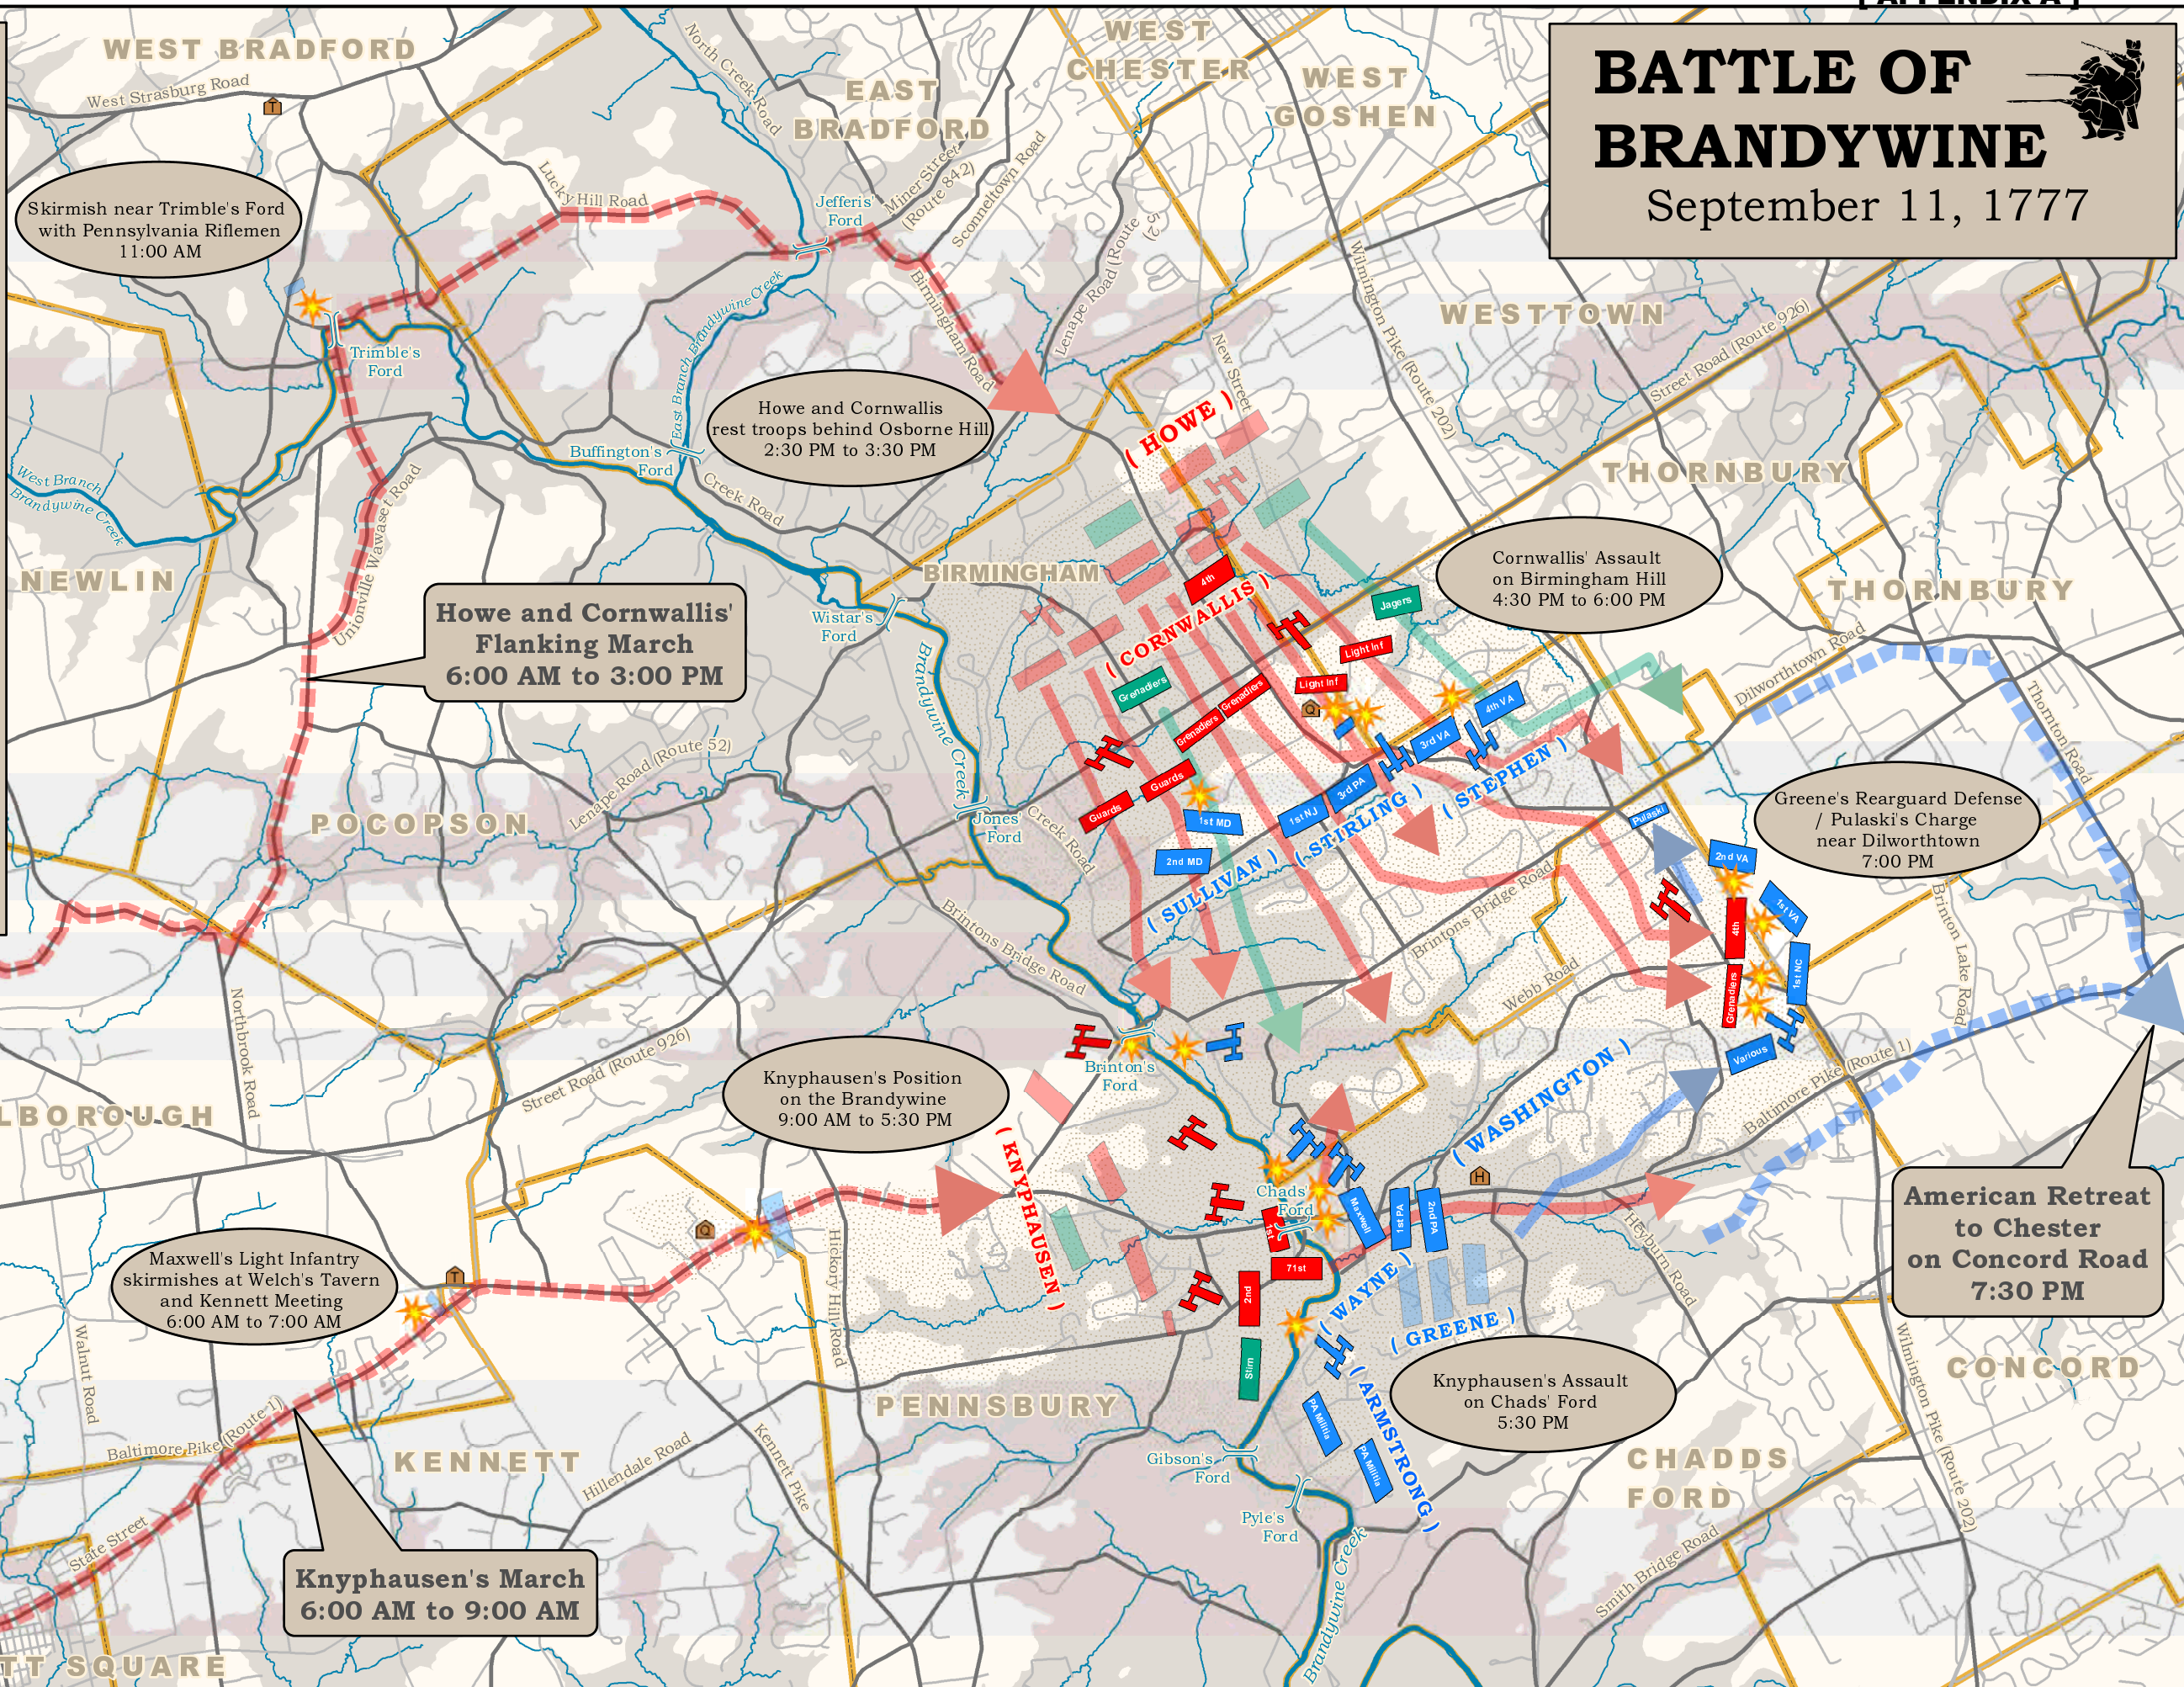 [ APPENDIX A ]
BATTLE OF
BRANDYWINE
September 11, 1777
WEST BRADFORD
West Strasburg Road
T
North Creek Road
EAST
BRADFORD
WEST
CHESTER
WEST
GOSHEN
Skirmish near Trimble's Ford
with Pennsylvania Riflemen
11:00 AM
Lucky Hill Road
Jefferis'
Ford
Miner Street
(Route 842)
Sconneltown Road
Lenape Road (Route
52)
Birmingham Road
Wilmington Pike (Route 202)
WESTTOWN
Street Road (Route 926)
New Street
Trimble's
Ford
East Branch Brandywine Creek
Howe and Cornwallis
rest troops behind Osborne Hill
2:30 PM to 3:30 PM
( HOWE )
Buffington's
Ford
Creek Road
West Branch
Brandywine Creek
Unionville Wawaset Road
THORNBURY
NEWLIN
BIRMINGHAM
Wistar's
Ford
4th
( CORNWALLIS )
Jagers
Light Inf
Light Inf
Cornwallis' Assault
on Birmingham Hill
4:30 PM to 6:00 PM
THORNBURY
Dilworthtown Road
Thornton Road
Howe and Cornwallis'
Flanking March
6:00 AM to 3:00 PM
Brandywine Creek
Grenadiers
Grenadiers
Grenadiers
Guards
Guards
Q
4th VA
3rd VA
3rd PA
1st NJ
1st MD
2nd MD
( STEPHEN )
( STIRLING )
( SULLIVAN )
Pulaski
Greene's Rearguard Defense
/ Pulaski's Charge
near Dilworthtown
7:00 PM
POCOPSON
Lenape Road (Route 52)
Jones'
Ford
Creek Road
Brintons Bridge Road
Brintons Bridge Road
Webb Road
2nd VA
1st VA
4th
1st NC
Grenadiers
Various
Brinton Lake Road
Northbrook Road
Street Road (Route 926)
Brinton's
Ford
Knyphausen's Position
on the Brandywine
9:00 AM to 5:30 PM
( WASHINGTON )
Baltimore Pike (Route 1)
LBOROUGH
( KNYPHAUSEN )
Chads'
Ford
1st
71st
2nd
Stirn
Maxwell
1st PA
2nd PA
H
Heyburn Road
American Retreat
to Chester
on Concord Road
7:30 PM
Q
T
Maxwell's Light Infantry
skirmishes at Welch's Tavern
and Kennett Meeting
6:00 AM to 7:00 AM
Hickory Hill Road
( WAYNE )
( GREENE )
( ARMSTRONG )
PA Militia
PA Militia
Knyphausen's Assault
on Chads' Ford
5:30 PM
Wilmington Pike (Route 202)
CONCORD
Walnut Road
Baltimore Pike (Route 1)
KENNETT
Hillendale Road
Kennett Pike
PENNSBURY
Gibson's
Ford
Pyle's
Ford
CHADDS
FORD
Smith Bridge Road
State Street
Knyphausen's March
6:00 AM to 9:00 AM
Brandywine Creek
TT SQUARE